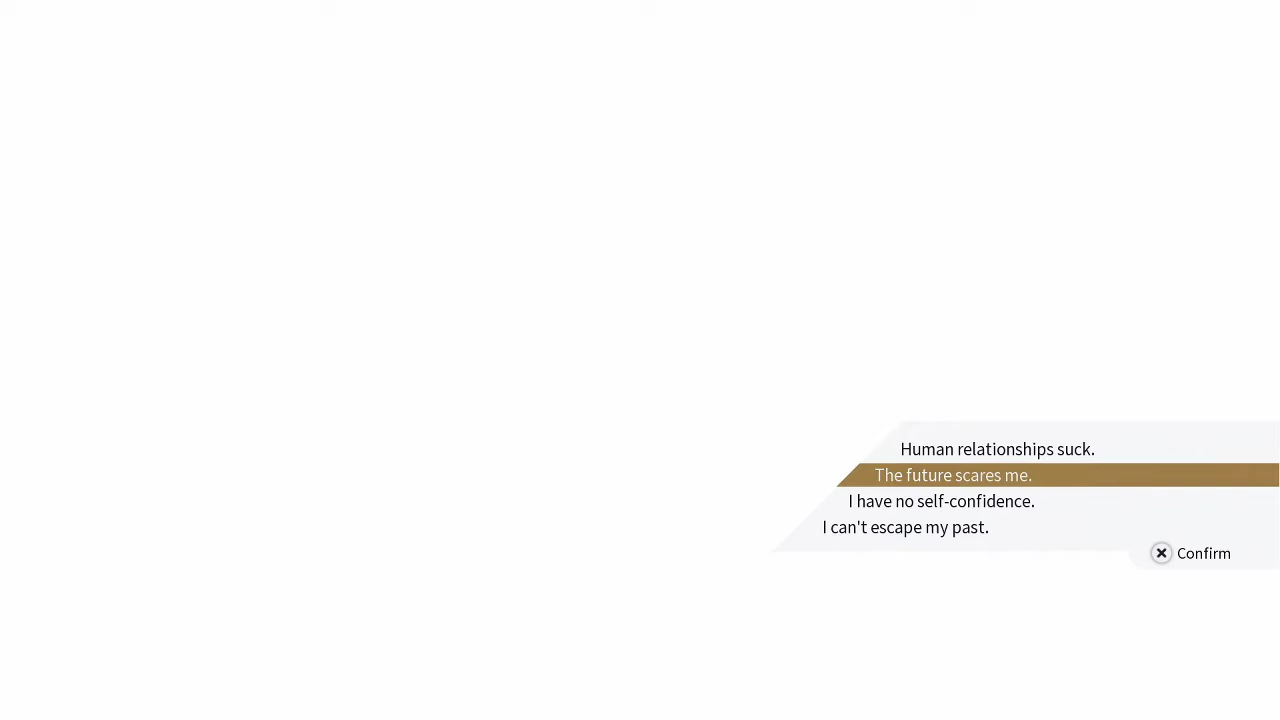 Human relationships suck.
The future scares me.
I have no self-confidence.
I can't escape my past.
Confirm